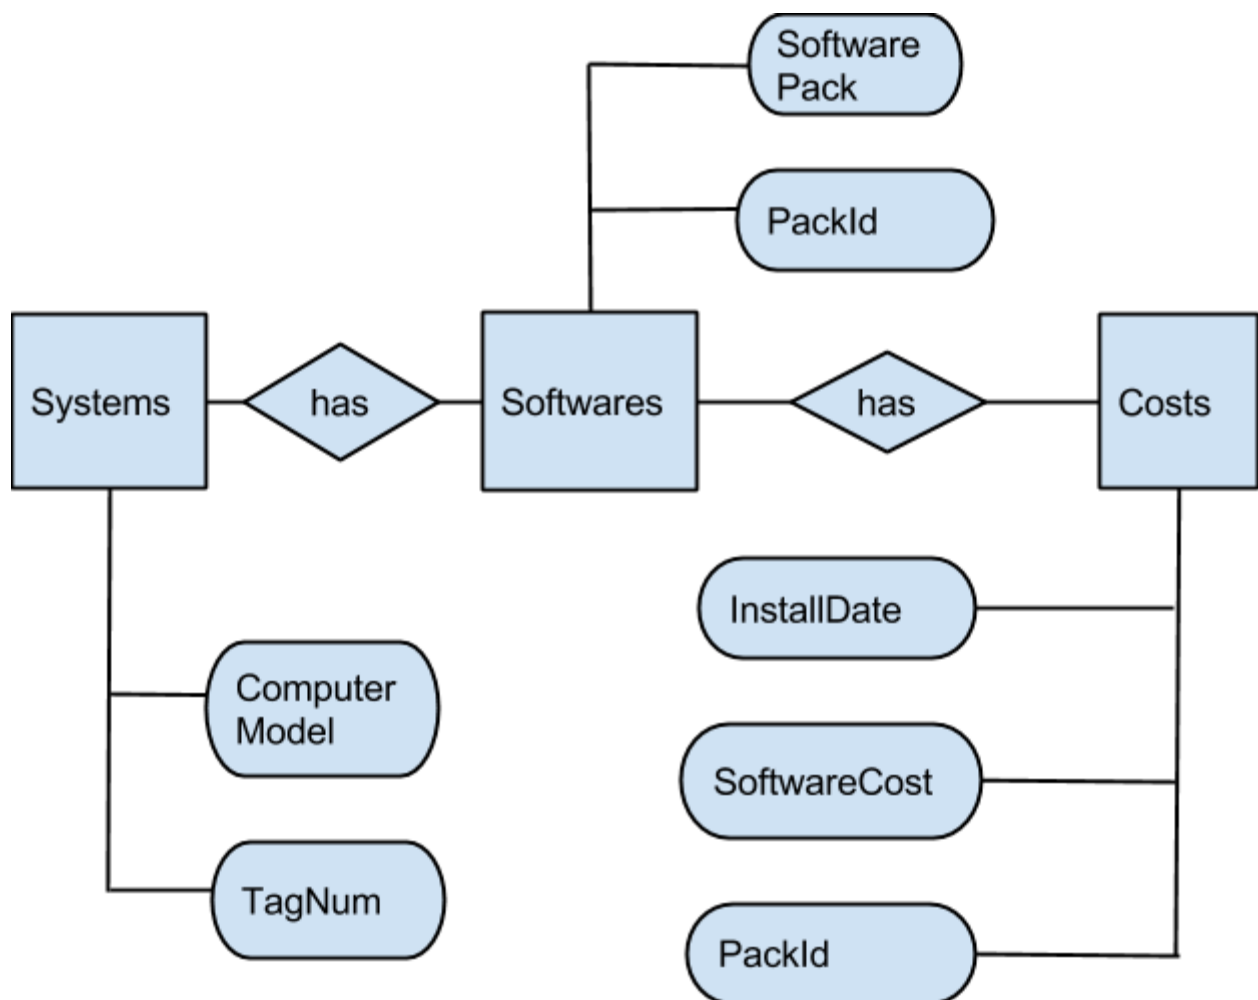 Software
Pack
PackId
Systems
has
Softwares
has
Costs
InstallDate
Computer
Model
SoftwareCost
TagNum
PackId